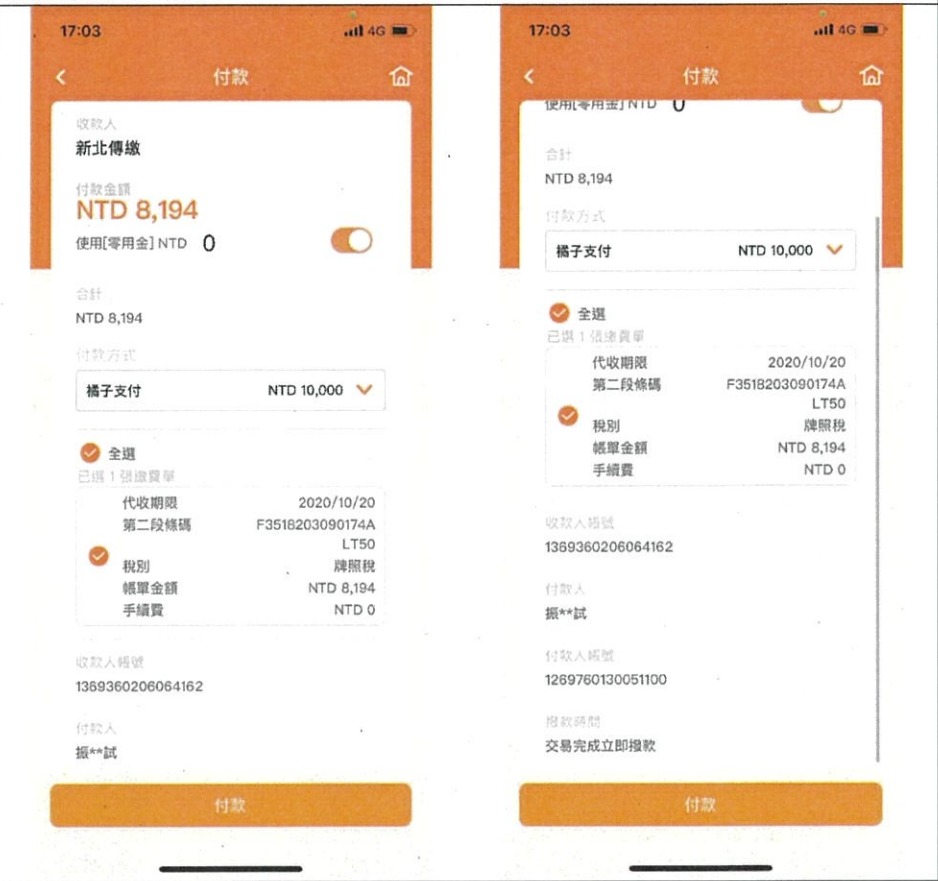 17:03
4G
付款
收款人
新北傳繳
付款金額
NTD 8,194
使用[零用金] NTD 0
合計
NTD 8,194
付款方式
橘子支付 NTD 10,000
全選
已選 1 張繳費單
代收期限 2020/10/20
第二段條碼 F3518203090174A
LT50
稅別 牌照稅
帳單金額 NTD 8,194
手續費 NTD 0
收款人帳號
1369360206064162
付款人
振**試
付款
17:03
4G
付款
使用[零用金] NTD 0
合計
NTD 8,194
付款方式
橘子支付 NTD 10,000
全選
已選 1 張繳費單
代收期限 2020/10/20
第二段條碼 F3518203090174A
LT50
稅別 牌照稅
帳單金額 NTD 8,194
手續費 NTD 0
收款人帳號
1369360206064162
付款人
振**試
付款人帳號
1269760130051100
撥款時間
交易完成立即撥款
付款